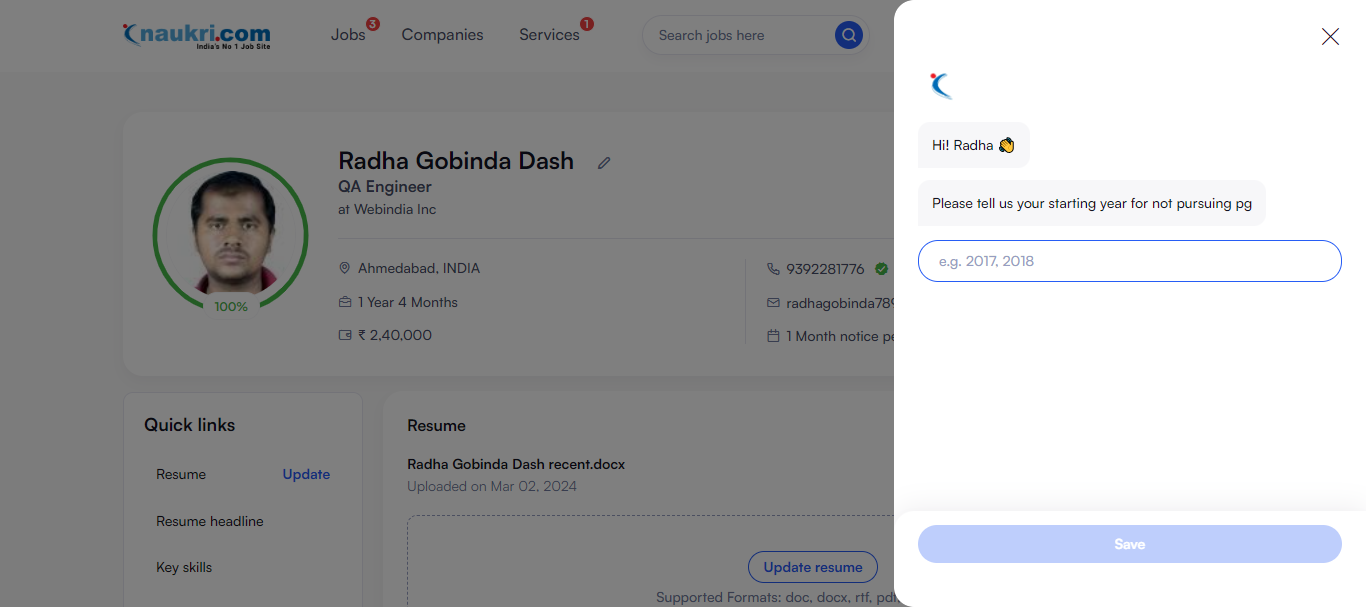 naukri.com
India's No 1 Job Site
Jobs 3
Companies
Services 1
Search jobs here
Radha Gobinda Dash
QA Engineer
at Webindia Inc
Ahmedabad, INDIA
1 Year 4 Months
₹ 2,40,000
9392281776
radhagobinda789
1 Month notice pe
100%
Quick links
Resume Update
Resume headline
Key skills
Resume
Radha Gobinda Dash recent.docx
Uploaded on Mar 02, 2024
Update resume
Supported Formats: doc, docx, rtf, pdf
Hi! Radha 👏
Please tell us your starting year for not pursuing pg
e.g. 2017, 2018
Save